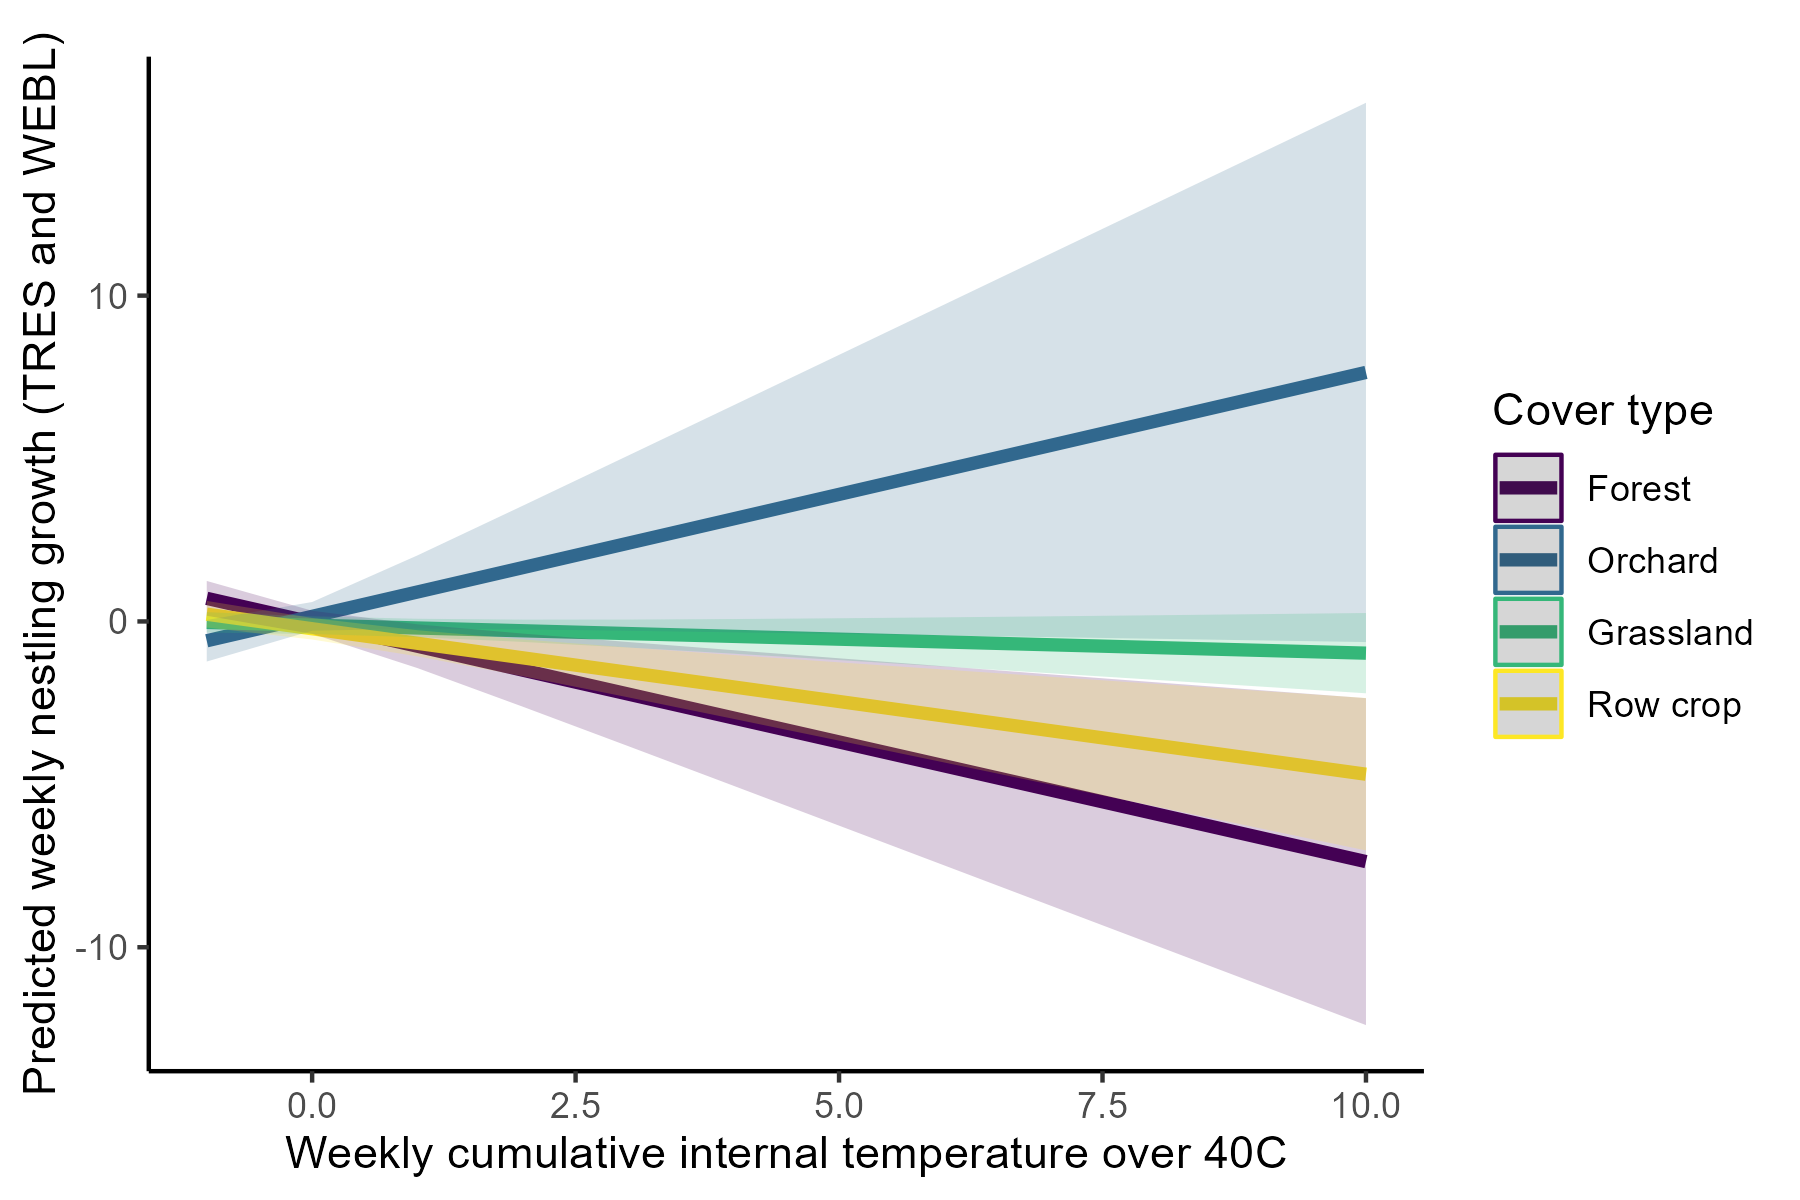 Predicted weekly nestling growth (TRES and WEBL)
10
0
-10
0.0
2.5
5.0
7.5
10.0
Weekly cumulative internal temperature over 40C
Cover type
Forest
Orchard
Grassland
Row crop